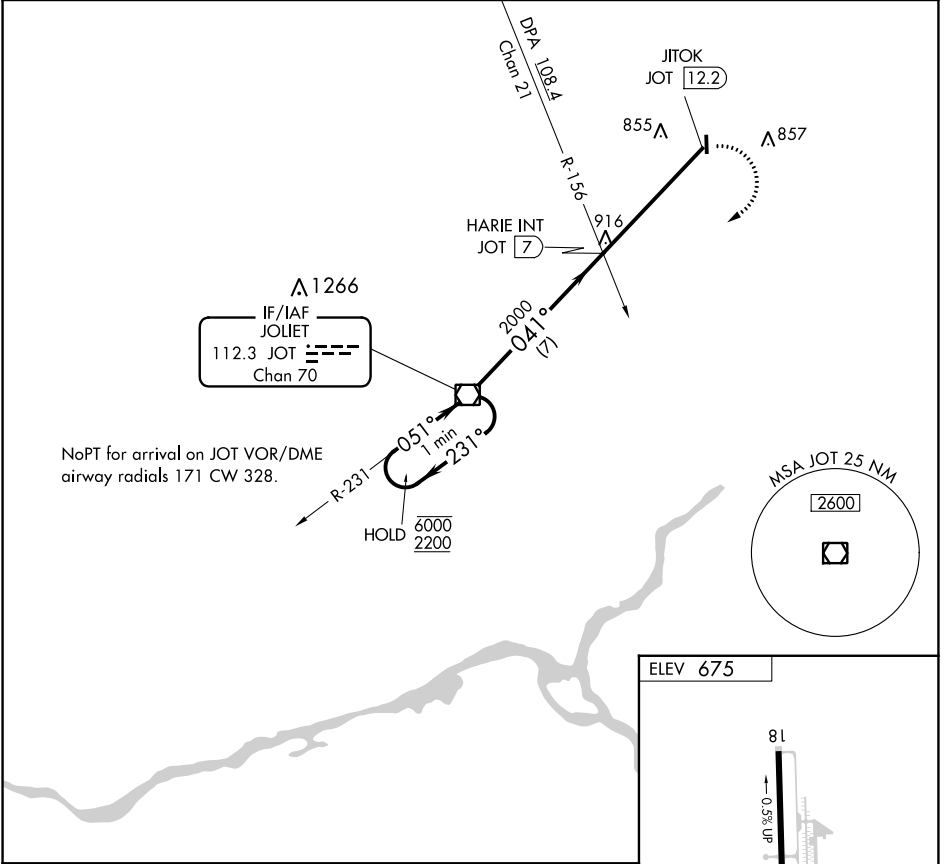 DPA 108.4
Chan 21
R-156
JITOK
JOT 12.2
855
857
HARIE INT
JOT 7
916
1266
IF/IAF
JOLIET
112.3 JOT
Chan 70
2000
041°
(7)
NoPT for arrival on JOT VOR/DME
airway radials 171 CW 328.
051°
1 min
231°
R-231
HOLD 6000
2200
MSA JOT 25 NM
2600
ELEV 675
18
0.5% UP